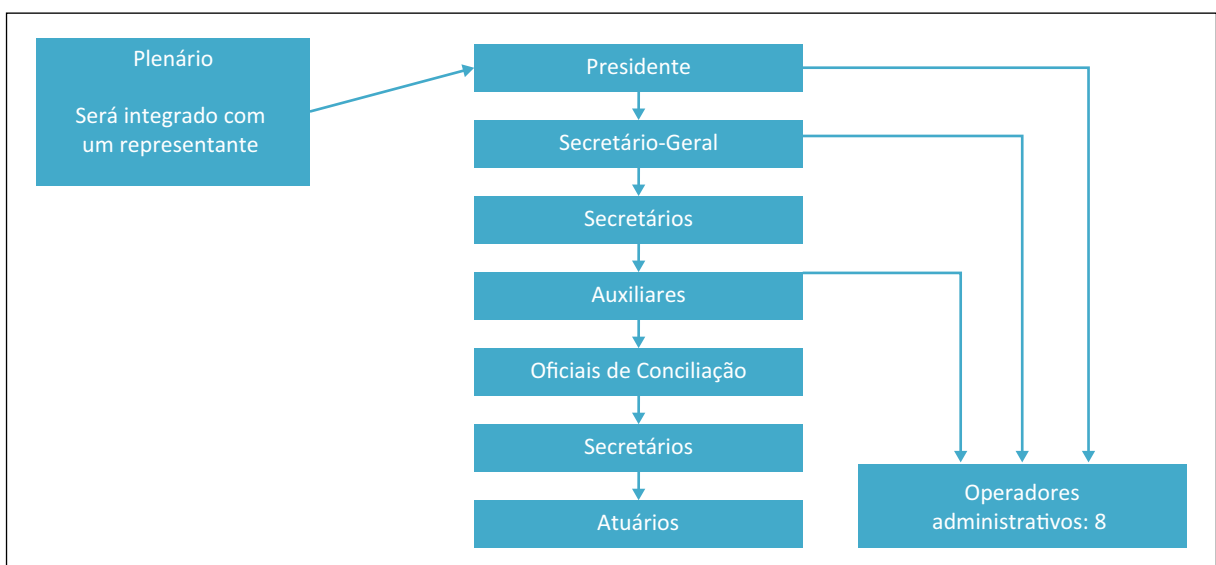 Plenário
Será integrado com
um representante
Presidente
Secretário-Geral
Secretários
Auxiliares
Oficiais de Conciliação
Secretários
Atuários
Operadores
administrativos: 8